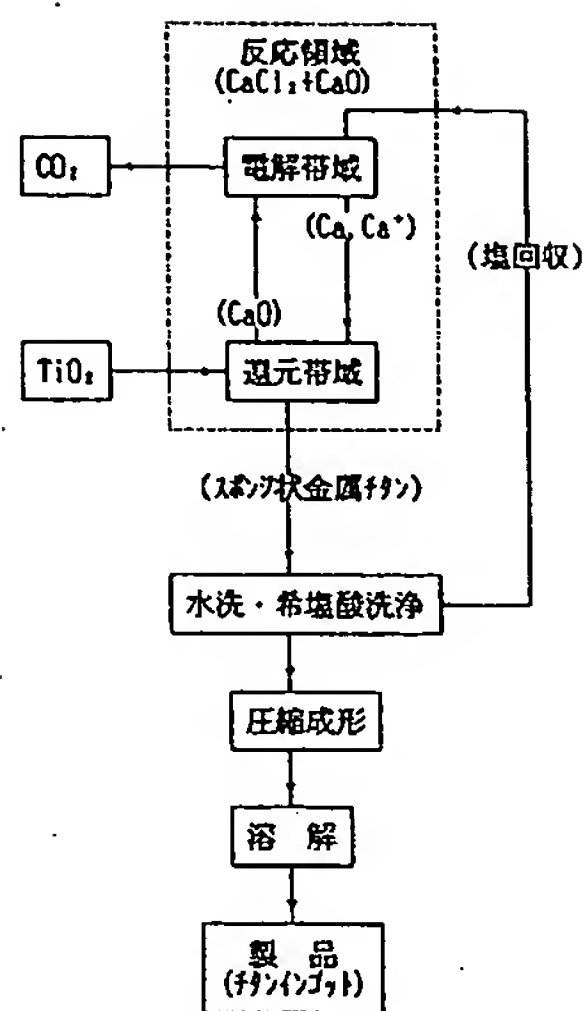 反応領域
(CaCl₂+CaO)
CO₂
電解帯域
(Ca, Ca⁺)
(塩回収)
(CaO)
TiO₂
還元帯域
(スポンジ状金属チタン)
水洗・希塩酸洗浄
圧縮成形
溶 解
製 品
(チタンインゴット)